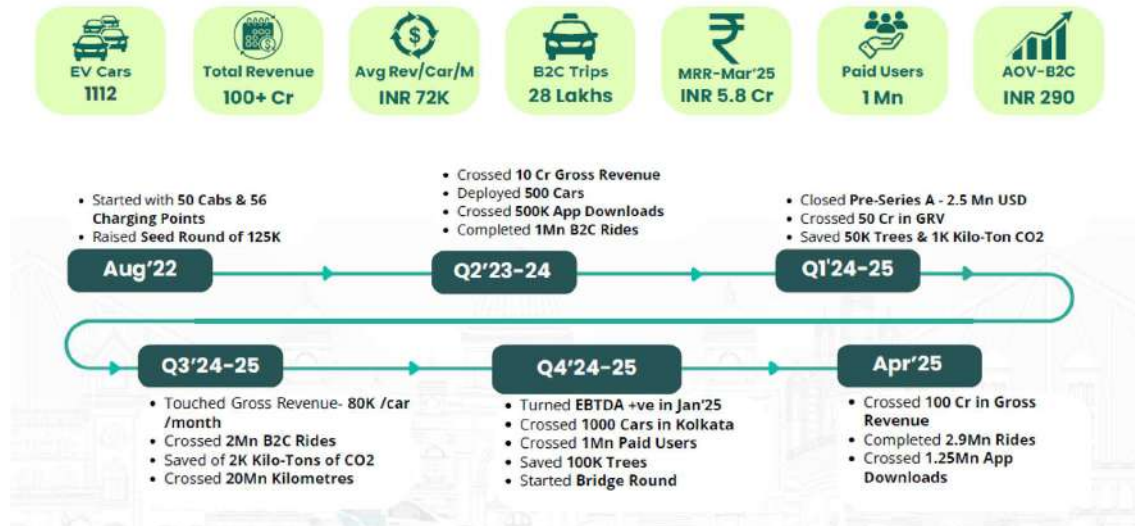 EV Cars
1112
Total Revenue
100+ Cr
Avg Rev/Car/M
INR 72K
B2C Trips
28 Lakhs
MRR-Mar'25
INR 5.8 Cr
Paid Users
1 Mn
AOV-B2C
INR 290
• Started with 50 Cabs & 56
Charging Points
• Raised Seed Round of 125K
Aug'22
• Crossed 10 Cr Gross Revenue
• Deployed 500 Cars
• Crossed 500K App Downloads
• Completed 1Mn B2C Rides
Q2'23-24
• Closed Pre-Series A - 2.5 Mn USD
• Crossed 50 Cr in GRV
• Saved 50K Trees & 1K Kilo-Ton CO2
Q1'24-25
Q3'24-25
• Touched Gross Revenue- 80K /car
/month
• Crossed 2Mn B2C Rides
• Saved of 2K Kilo-Tons of CO2
• Crossed 20Mn Kilometres
Q4'24-25
• Turned EBTDA +ve in Jan'25
• Crossed 1000 Cars in Kolkata
• Crossed 1Mn Paid Users
• Saved 100K Trees
• Started Bridge Round
Apr'25
• Crossed 100 Cr in Gross
Revenue
• Completed 2.9Mn Rides
• Crossed 1.25Mn App
Downloads